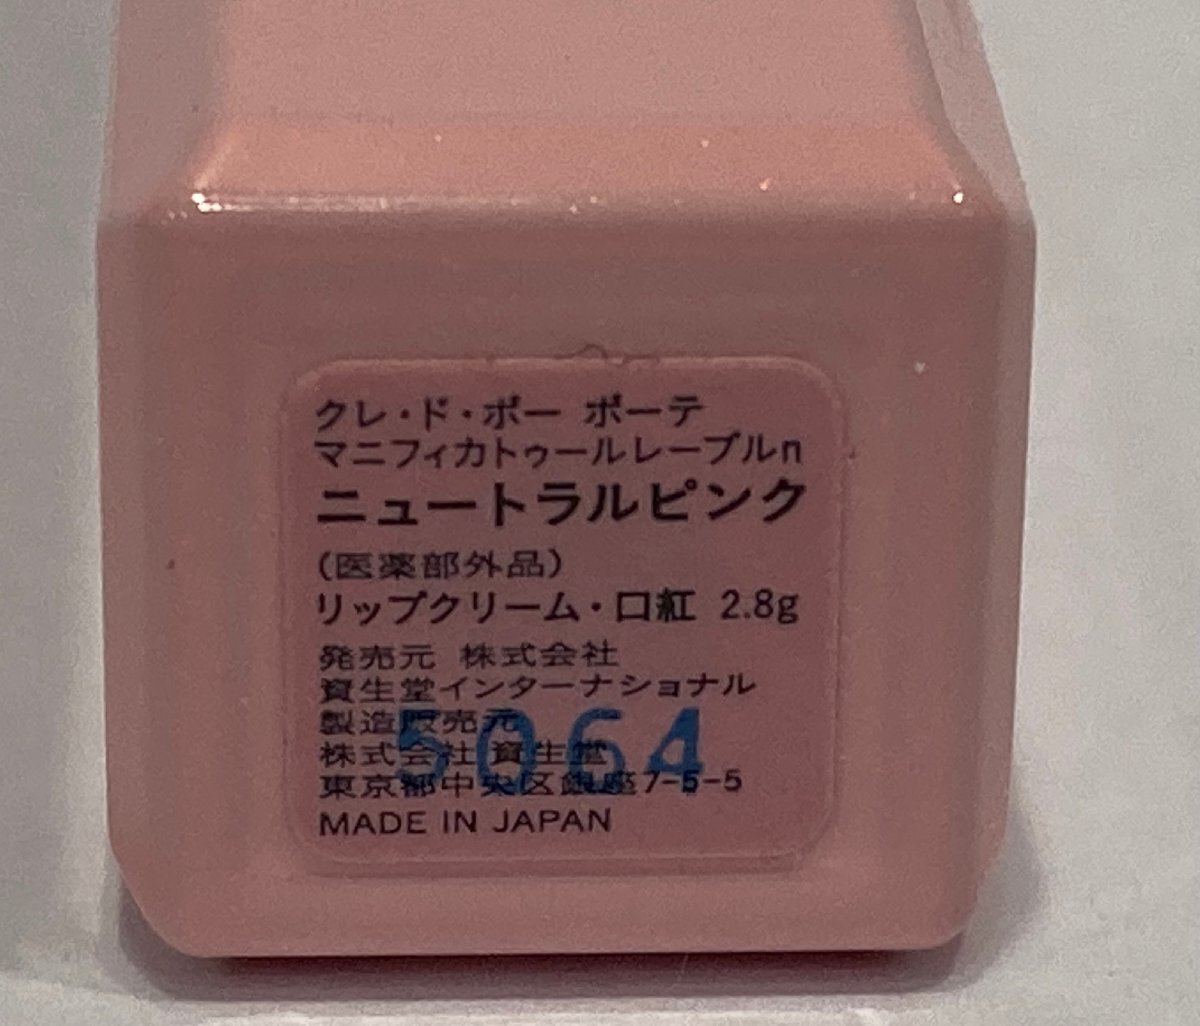 クレ・ド・ポー ボーテ
マニフィカトゥールレーブルn
ニュートラルピンク
(医薬部外品)
リップクリーム・口紅 2.8g
発売元 株式会社
資生堂インターナショナル
製造販売元
株式会社 資生堂
東京都中央区銀座7-5-5
MADE IN JAPAN
5064